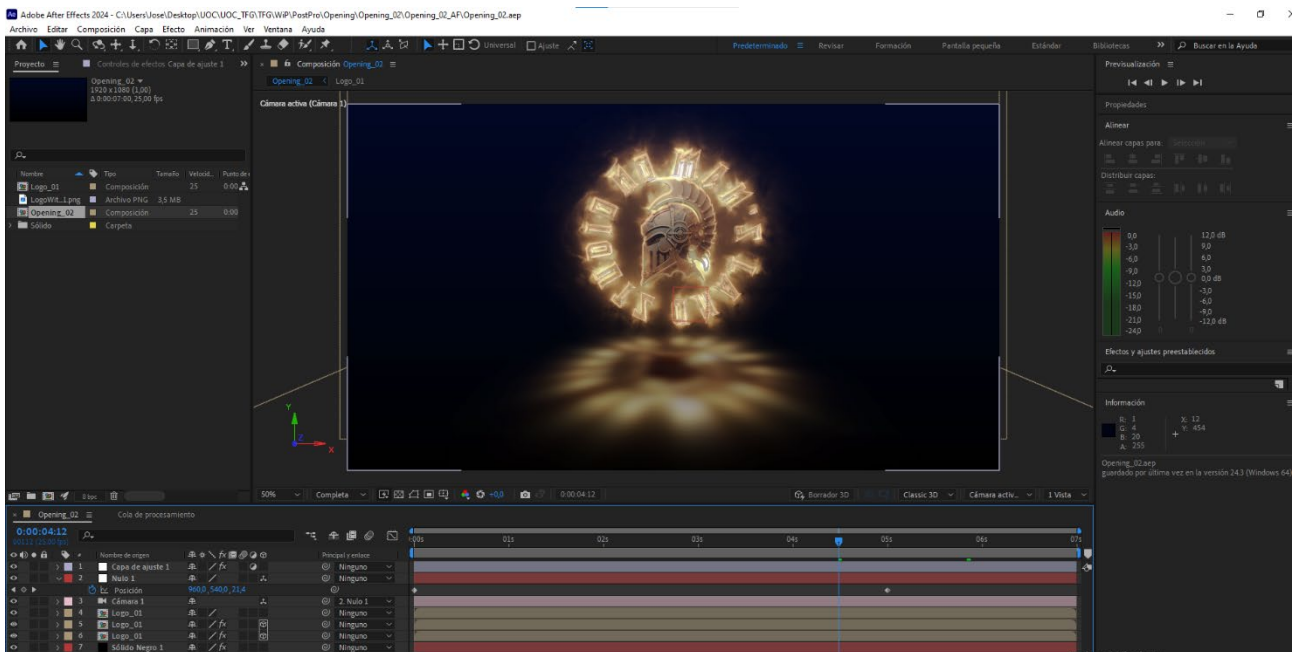 Adobe After Effects 2024 - C:\Users\Jose\Desktop\UOC\UOC_TFG\TFG\WiP\PostPro\Opening\Opening_02\Opening_02_AF\Opening_02.aep
Archivo Editar Composición Capa Efecto Animación Ver Ventana Ayuda
Universal Ajuste Predeterminado Revisar Formación Pantalla pequeña Estándar Bibliotecas Buscar en la Ayuda
Proyecto Controles de efectos Capa de ajuste 1 Composición Opening_02 Previsualización
Opening_02 Opening_02 Logo_01
1920 x 1080 (1,00)
Δ 0:00:07:00, 25,00 fps
Cámara activa (Cámara 1)
Propiedades
Alinear
Alinear capas para:
Distribuir capas:
Nombre Tipo Tamaño Velocid. Punto de
Logo_01 Composición 25 0:00
LogoWit_1.png Archivo PNG 3,5 MB
Opening_02 Composición 25 0:00
Sólido Carpeta
Audio
0,0 12,0 dB
-3,0 9,0
-6,0 6,0
-9,0 3,0
-12,0 0,0 dB
-15,0 -3,0
-18,0 -6,0
-21,0 -9,0
-24,0 0 0 -12,0 dB
Efectos y ajustes preestablecidos
Información
R: 1 X: 12
G: 4 Y: 454
B: 20
A: 255
Opening_02.aep
guardado por última vez en la versión 24.3 (Windows 64)
Y
Z
X
8 bpc 50% Completa +0,0 0:00:04:12 Borrador 3D Classic 3D Cámara activ... 1 Vista
Opening_02 Cola de procesamiento
0:00:04:12
:00s 01s 02s 03s 04s 05s 06s 07s
Nombre de origen Principal y enlace
1 Capa de ajuste 1 Ninguno
2 Nulo 1 Ninguno
Posición 960,0, 540,0, 21,4
3 Cámara 1 2. Nulo 1
4 Logo_01 Ninguno
5 Logo_01 Ninguno
6 Logo_01 Ninguno
7 Sólido Negro 1 Ninguno